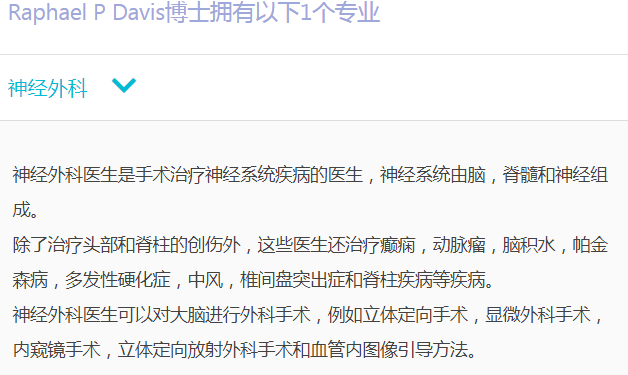 Raphael P Davis博士拥有以下1个专业
神经外科
神经外科医生是手术治疗神经系统疾病的医生，神经系统由脑，脊髓和神经组
成。
除了治疗头部和脊柱的创伤外，这些医生还治疗癫痫，动脉瘤，脑积水，帕金
森病，多发性硬化症，中风，椎间盘突出症和脊柱疾病等疾病。
神经外科医生可以对大脑进行外科手术，例如立体定向手术，显微外科手术，
内窥镜手术，立体定向放射外科手术和血管内图像引导方法。